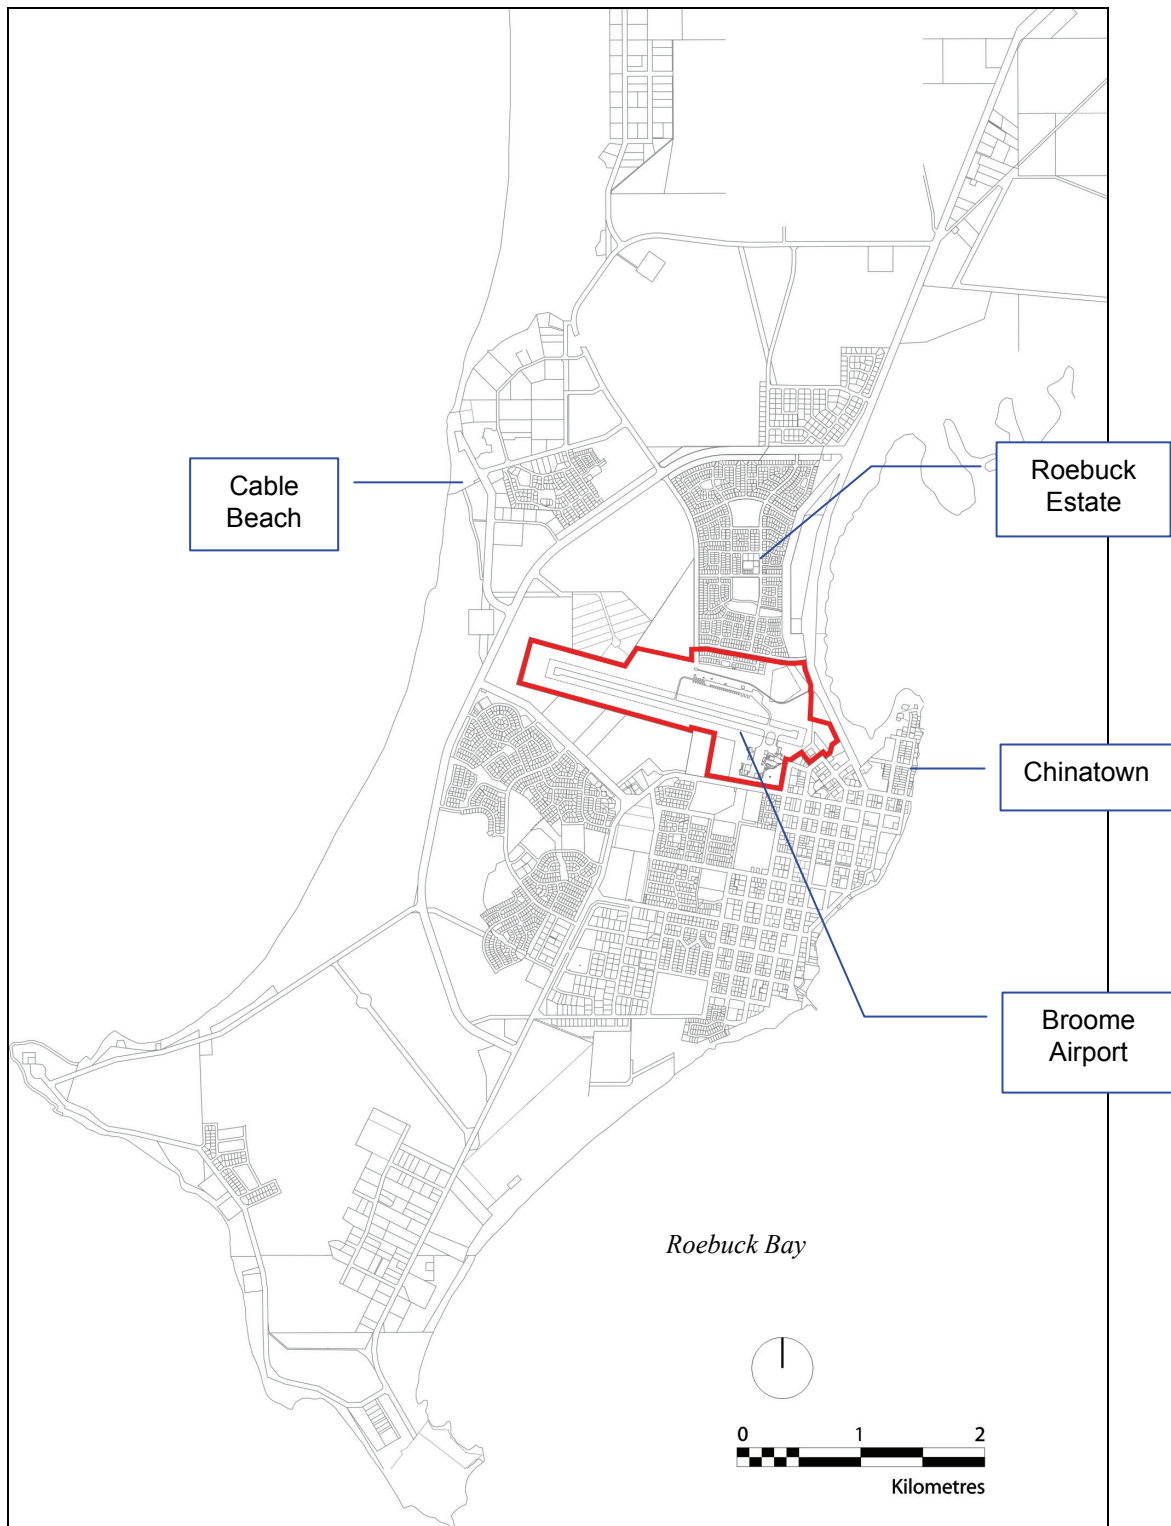 Cable
Beach
Roebuck
Estate
Chinatown
Broome
Airport
Roebuck Bay
0 1 2
Kilometres